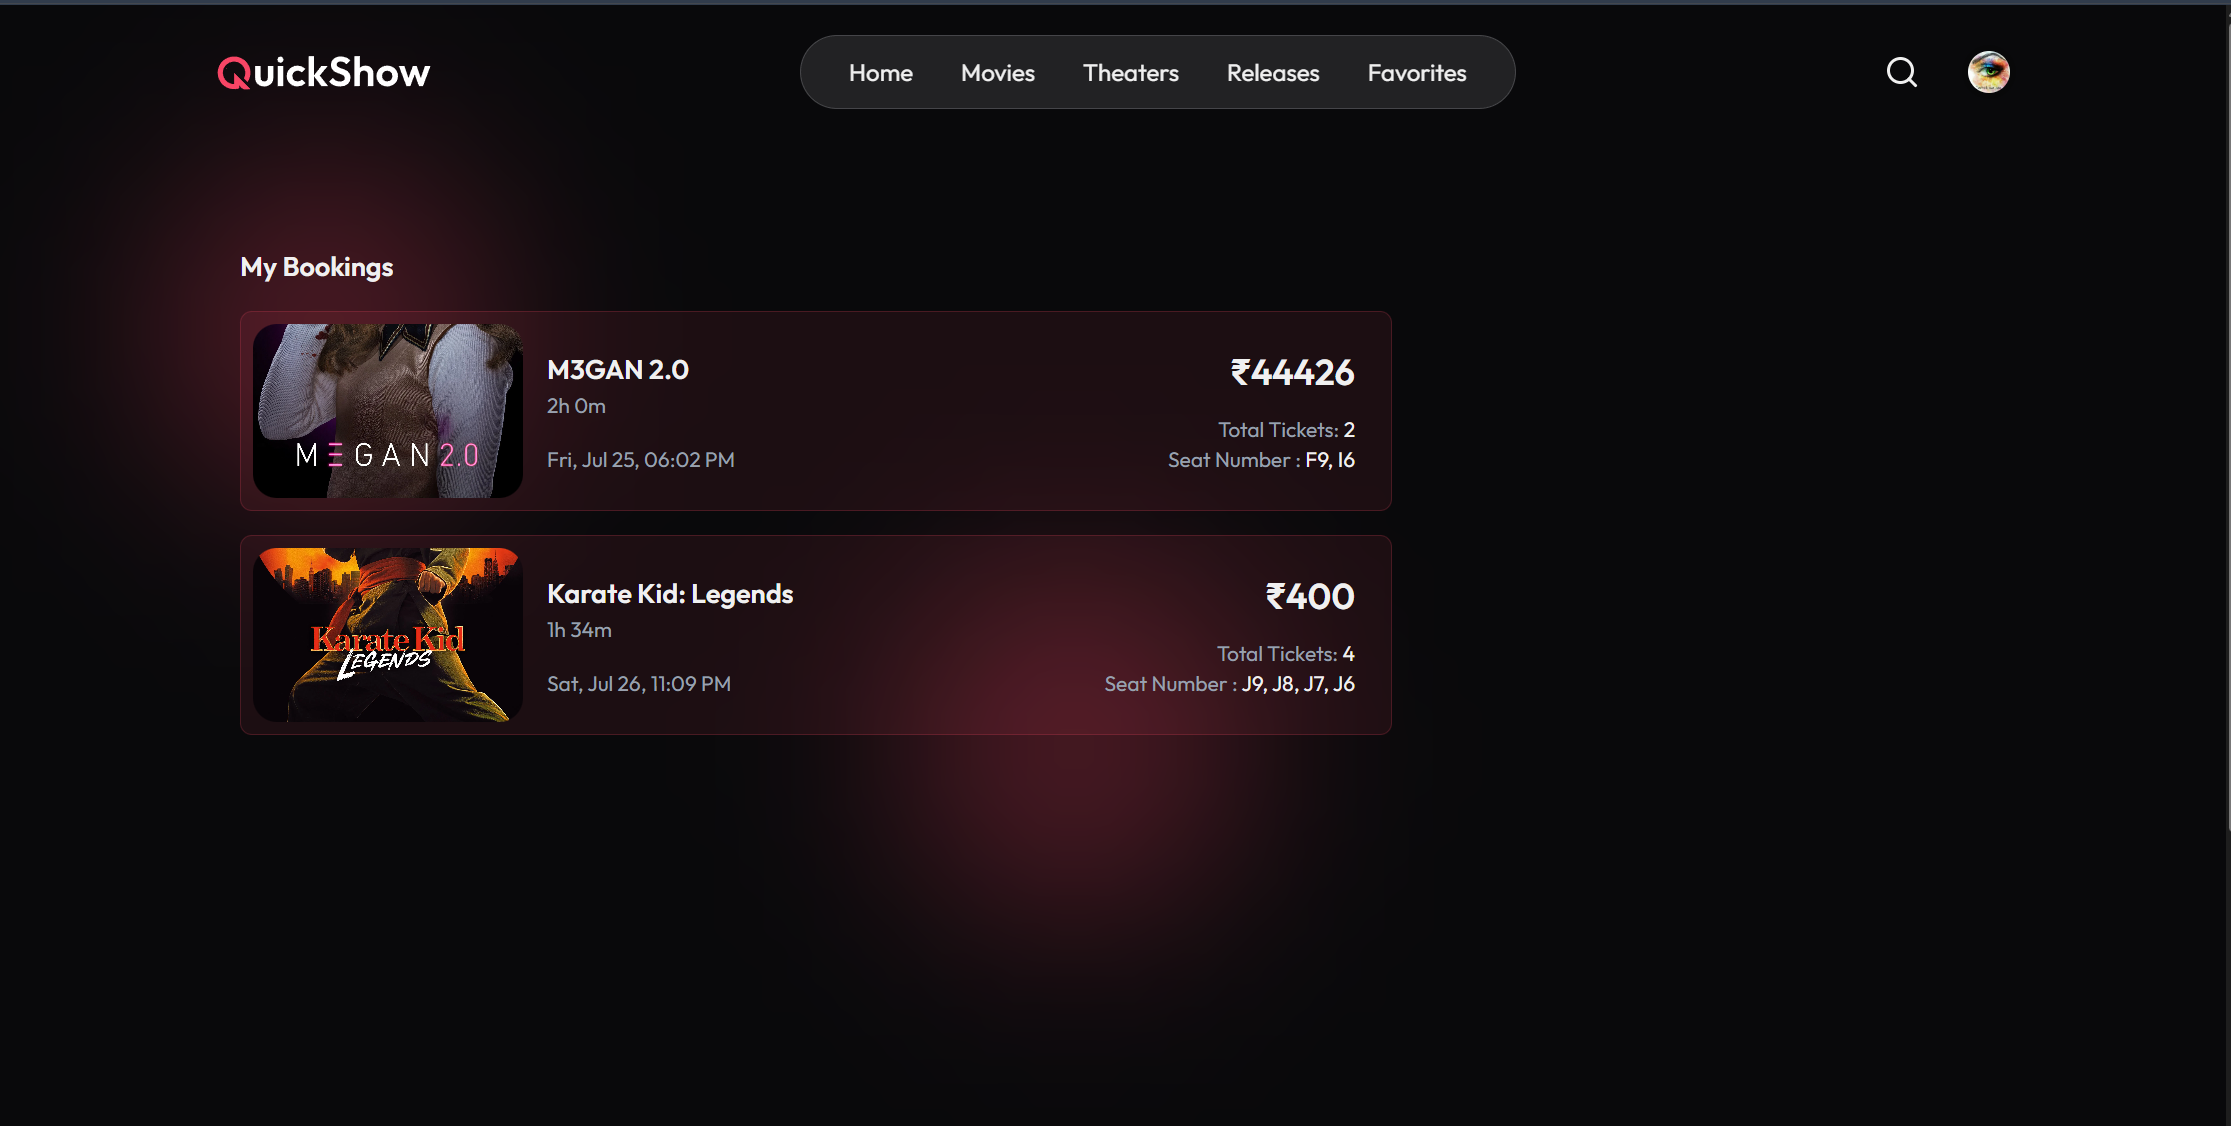 QuickShow
Home Movies Theaters Releases Favorites
My Bookings
M3GAN 2.0
2h 0m
Fri, Jul 25, 06:02 PM
₹44426
Total Tickets: 2
Seat Number : F9, I6
MΞGAN 2.0
Karate Kid: Legends
1h 34m
Sat, Jul 26, 11:09 PM
₹400
Total Tickets: 4
Seat Number : J9, J8, J7, J6
Karate Kid
LEGENDS